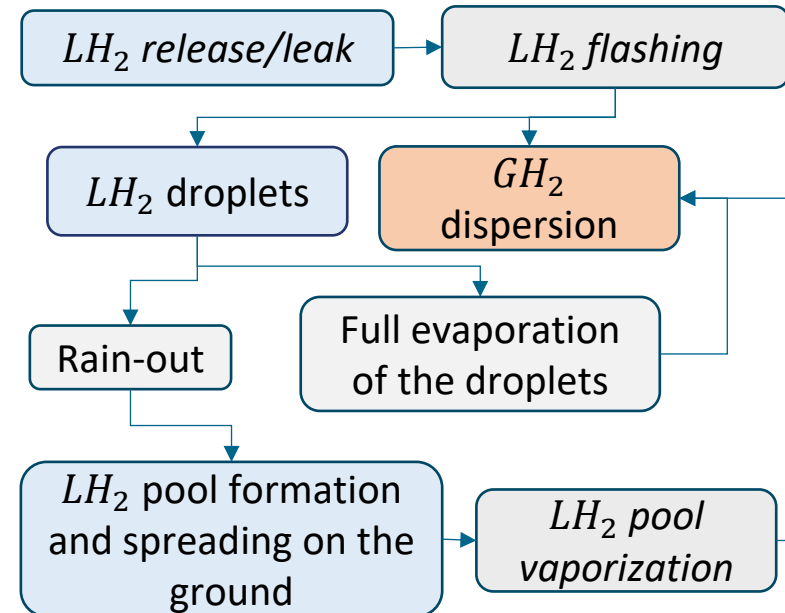 LH₂ release/leak
LH₂ flashing
LH₂ droplets
GH₂
dispersion
Rain-out
Full evaporation
of the droplets
LH₂ pool formation
and spreading on the
ground
LH₂ pool
vaporization